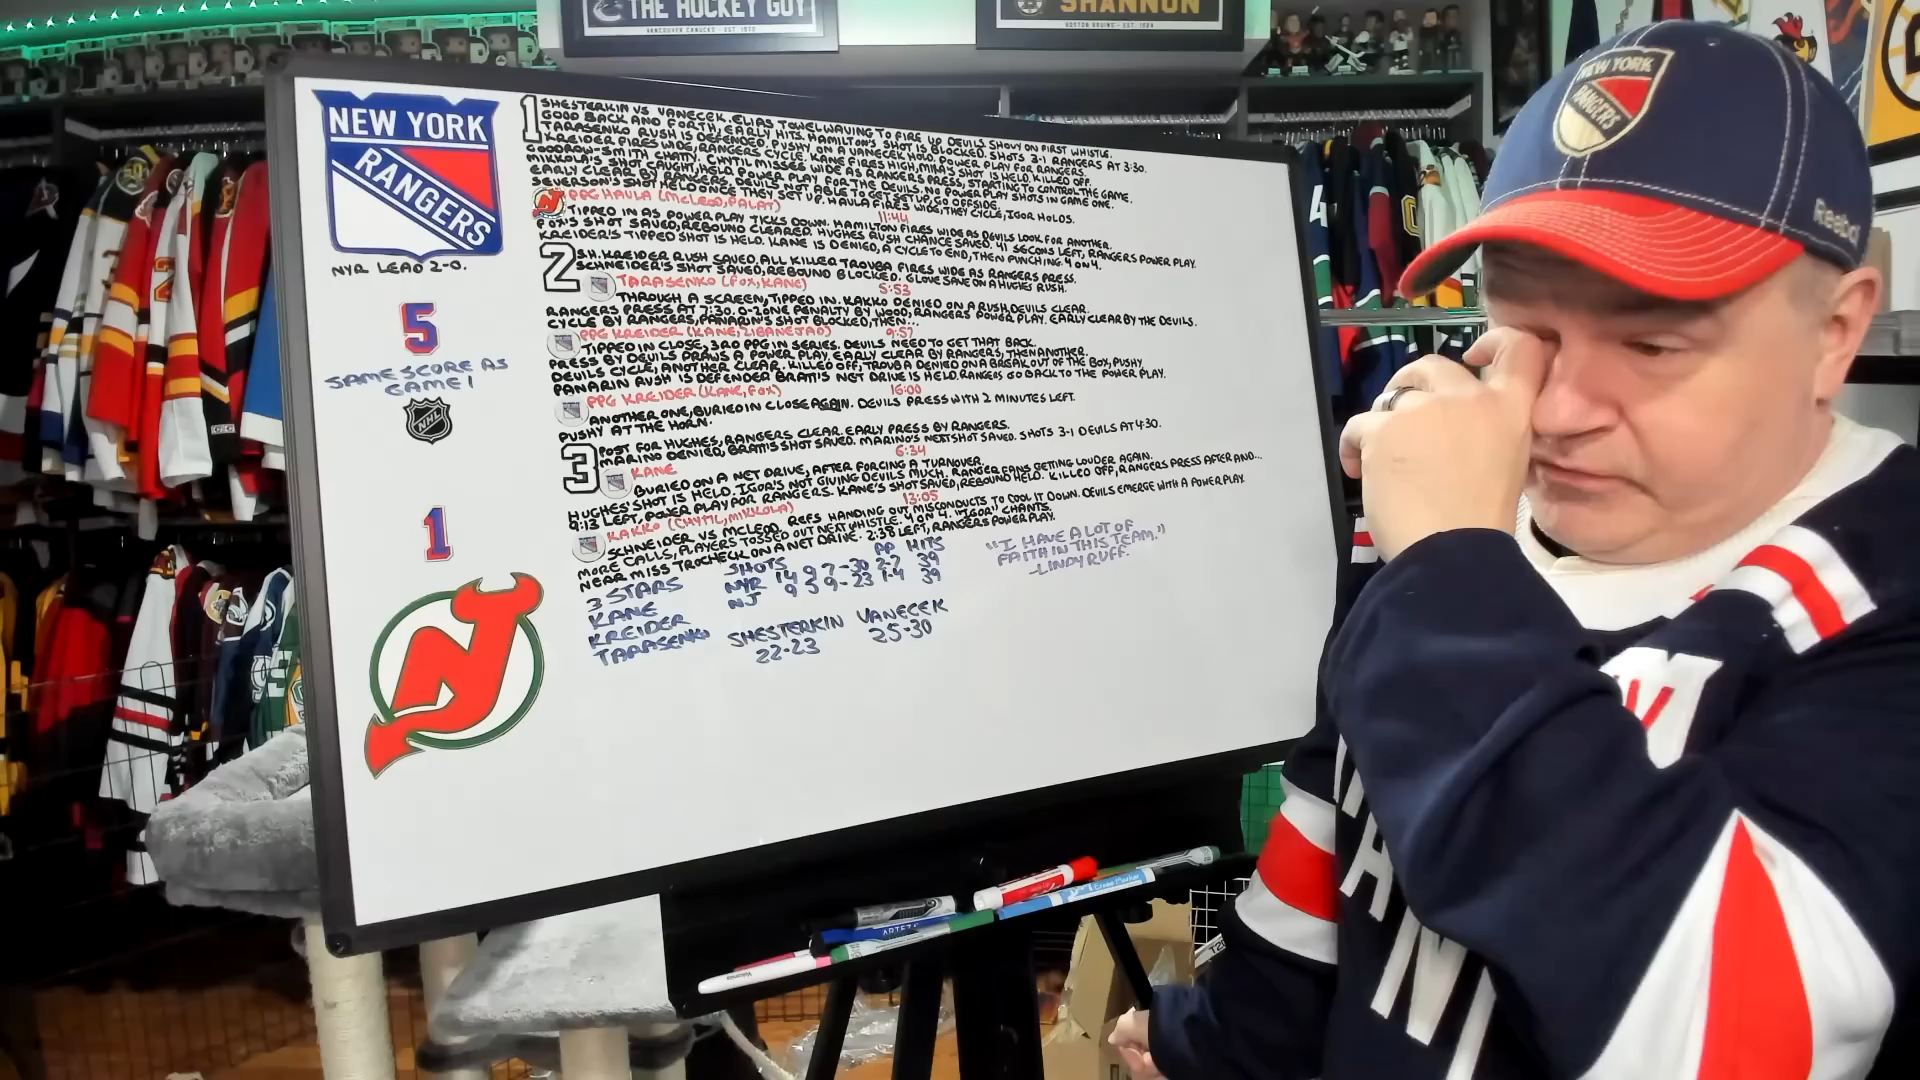 THE HOCKEY GUY
VANCOUVER CANUCKS - EST. 1970
SHANNON
BOSTON BRUINS - EST. 1924
NEW YORK
RANGERS
NYR LEAD 2-0.
5
SAME SCORE AS
GAME 1
NHL
1
1
SHESTERKIN VS VANECEK. ELIAS TOWEL WAVING TO FIRE UP DEVILS. SHOVY ON FIRST WHISTLE.
GOOD BACK AND FORTH, EARLY HITS. HAMILTON'S SHOT IS BLOCKED. SHOTS 3-1 RANGERS AT 3:30.
TARASENKO RUSH IS DEFENDED. PUSHY ON A VANECEK HOLD. POWER PLAY FOR RANGERS.
KREIDER FIRES WIDE, RANGERS CYCLE. KANE FIRES HIGH, MIKA'S SHOT IS HELD. KILLED OFF.
GOODROW-SMITH CHATTY. CHYTIL MISSES WIDE AS RANGERS PRESS, STARTING TO CONTROL THE GAME.
MIKKOLA'S SHOT CAUGHT, HELD. POWER PLAY FOR THE DEVILS. NO POWER PLAY SHOTS IN GAME ONE.
EARLY CLEAR BY RANGERS, DEVILS NOT ABLE TO GET SETUP, GO OFFSIDE.
SEVERSON'S SHOT HELD ONCE THEY SET UP. HAULA FIRES WIDE, THEY CYCLE, IGOR HOLDS.
PPG HAULA (MCLEOD, PALAT) 11:44
TIPPED IN AS POWER PLAY TICKS DOWN. HAMILTON FIRES WIDE AS DEVILS LOOK FOR ANOTHER.
FOX'S SHOT SAVED, REBOUND CLEARED. HUGHES RUSH CHANCE SAVED. 41 SECONS LEFT, RANGERS POWER PLAY.
KREIDER'S TIPPED SHOT IS HELD. KANE IS DENIED, A CYCLE TO END, THEN PUNCHING. 4 ON 4.
2
SH. KREIDER RUSH SAVED, ALL KILLED. TROUBA FIRES WIDE AS RANGERS PRESS.
SCHNEIDER'S SHOT SAVED, REBOUND BLOCKED. GLOVE SAVE ON A HUGHES RUSH.
TARASENKO (FOX, KANE) 5:53
THROUGH A SCREEN, TIPPED IN. KAKKO DENIED ON A RUSH, DEVILS CLEAR.
RANGERS PRESS AT 7:30. O-ZONE PENALTY BY WOOD, RANGERS POWER PLAY. EARLY CLEAR BY THE DEVILS.
CYCLE BY RANGERS, PANARIN'S SHOT BLOCKED, THEN...
PPG KREIDER (KANE, ZIBANEJAD) 9:57
TIPPED IN CLOSE, 3RD PPG IN SERIES. DEVILS NEED TO GET THAT BACK.
PRESS BY DEVILS DRAWS A POWER PLAY. EARLY CLEAR BY RANGERS, THEN ANOTHER.
DEVILS CYCLE, ANOTHER CLEAR. KILLED OFF, TROUBA DENIED ON A BREAK OUT OF THE BOX, PUSHY
PANARIN RUSH IS DEFENDED. BRATT'S NET DRIVE IS HELD, RANGERS GO BACK TO THE POWER PLAY.
PPG KREIDER (KANE, FOX) 16:00
ANOTHER ONE, BURIED IN CLOSE AGAIN. DEVILS PRESS WITH 2 MINUTES LEFT.
PUSHY AT THE HORN.
3
POST FOR HUGHES, RANGERS CLEAR. EARLY PRESS BY RANGERS.
MARINO DENIED, BRATT'S SHOT SAVED. MARINO'S NEXT SHOT SAVED. SHOTS 3-1 DEVILS AT 4:30.
KANE 6:34
BURIED ON A NET DRIVE, AFTER FORCING A TURNOVER.
HUGHES' SHOT IS HELD. IGOR'S NOT GIVING DEVILS MUCH. RANGER FANS GETTING LOUDER AGAIN.
9:13 LEFT, POWER PLAY FOR RANGERS. KANE'S SHOT SAVED, REBOUND HELD. KILLED OFF, RANGERS PRESS AFTER AND...
KAKKO (CHYTIL, MIKKOLA) 13:05
SCHNEIDER VS MCLEOD. REFS HANDING OUT MISCONDUCTS TO COOL IT DOWN. DEVILS EMERGE WITH A POWER PLAY.
MORE CALLS, PLAYERS TOSSED OUT NEXT WHISTLE. 4 ON 4. "IGOR" CHANTS.
NEAR MISS TROCHECK ON A NET DRIVE. 2:38 LEFT, RANGERS POWER PLAY.
3 STARS
KANE
KREIDER
TARASENKO
SHOTS PP HITS
NYR 14 9 7-30 2-7 39
NJ 9 5 9-23 1-4 39
SHESTERKIN VANECEK
22-23 25-30
"I HAVE A LOT OF
FAITH IN THIS TEAM."
-LINDY RUFF.
NEW YORK
RANGERS
Reebok
ARTEZA